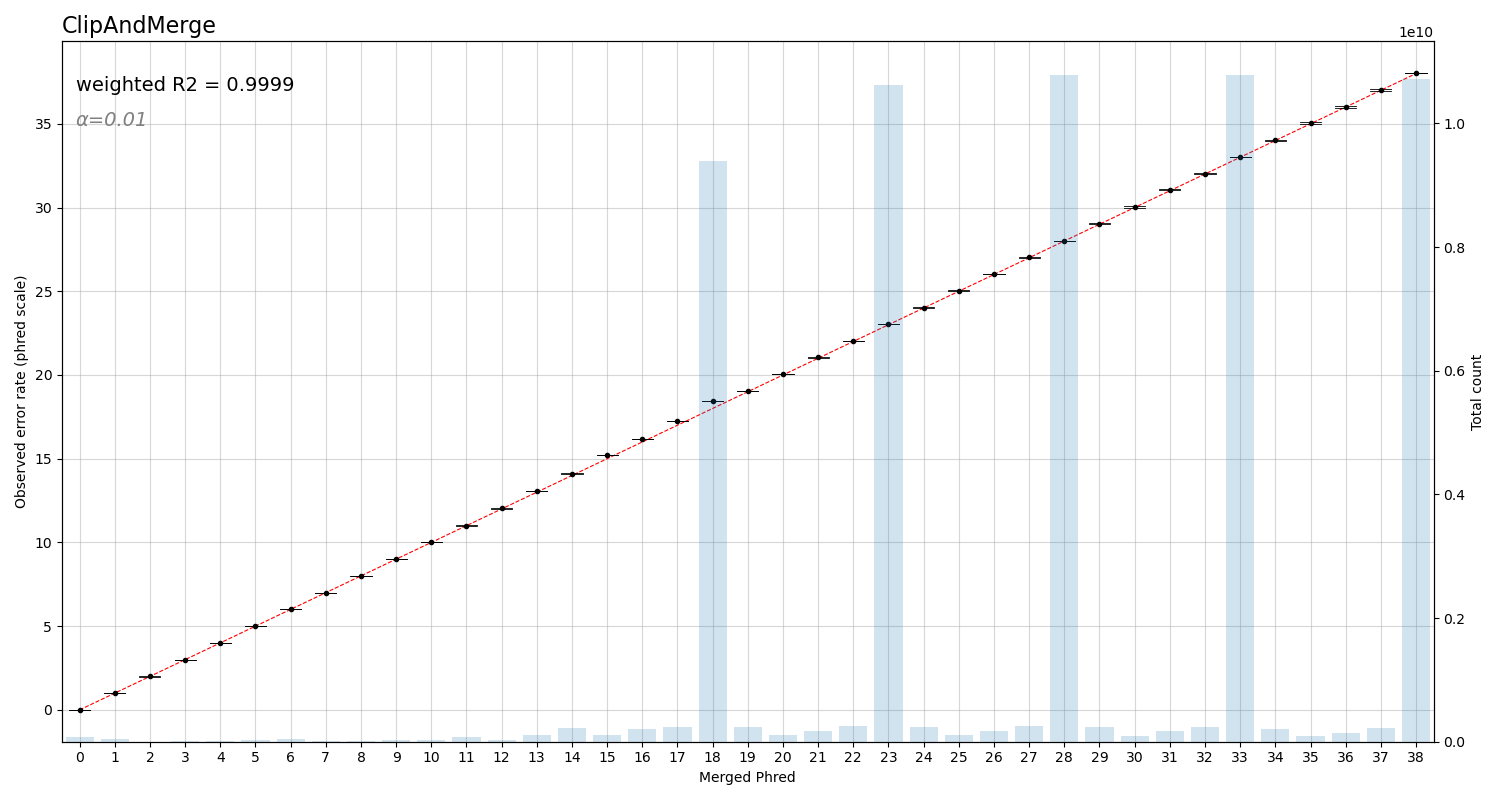 ClipAndMerge
1e10
weighted R2 = 0.9999
α=0.01
Observed error rate (phred scale)
35
30
25
20
15
10
5
0
1.0
0.8
0.6
0.4
0.2
0.0
Total count
0 1 2 3 4 5 6 7 8 9 10 11 12 13 14 15 16 17 18 19 20 21 22 23 24 25 26 27 28 29 30 31 32 33 34 35 36 37 38
Merged Phred